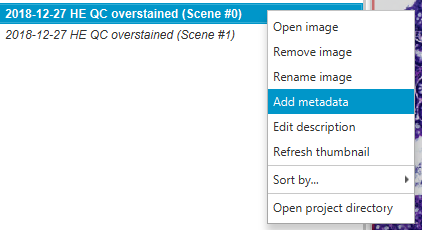 2018-12-27 HE QC overstained (Scene #0)
2018-12-27 HE QC overstained (Scene #1)
Open image
Remove image
Rename image
Add metadata
Edit description
Refresh thumbnail
Sort by...
Open project directory